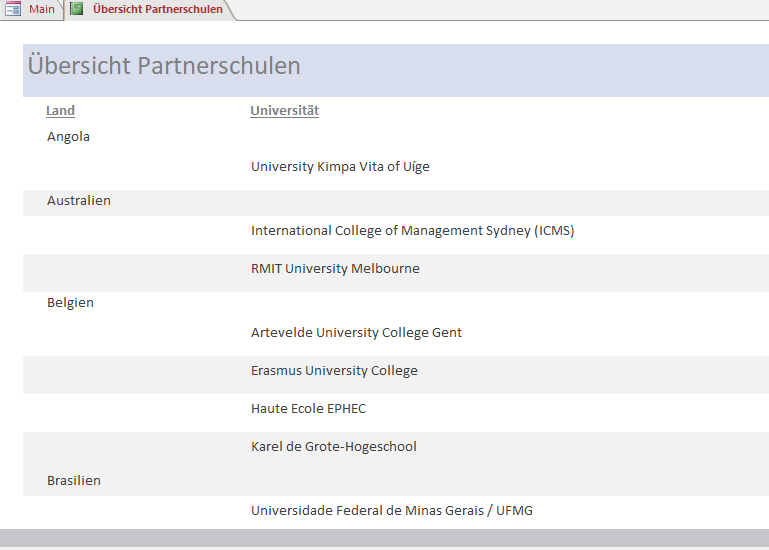 Main
Übersicht Partnerschulen
Übersicht Partnerschulen
Land Universität
Angola
University Kimpa Vita of Uíge
Australien
International College of Management Sydney (ICMS)
RMIT University Melbourne
Belgien
Artevelde University College Gent
Erasmus University College
Haute Ecole EPHEC
Karel de Grote-Hogeschool
Brasilien
Universidade Federal de Minas Gerais / UFMG